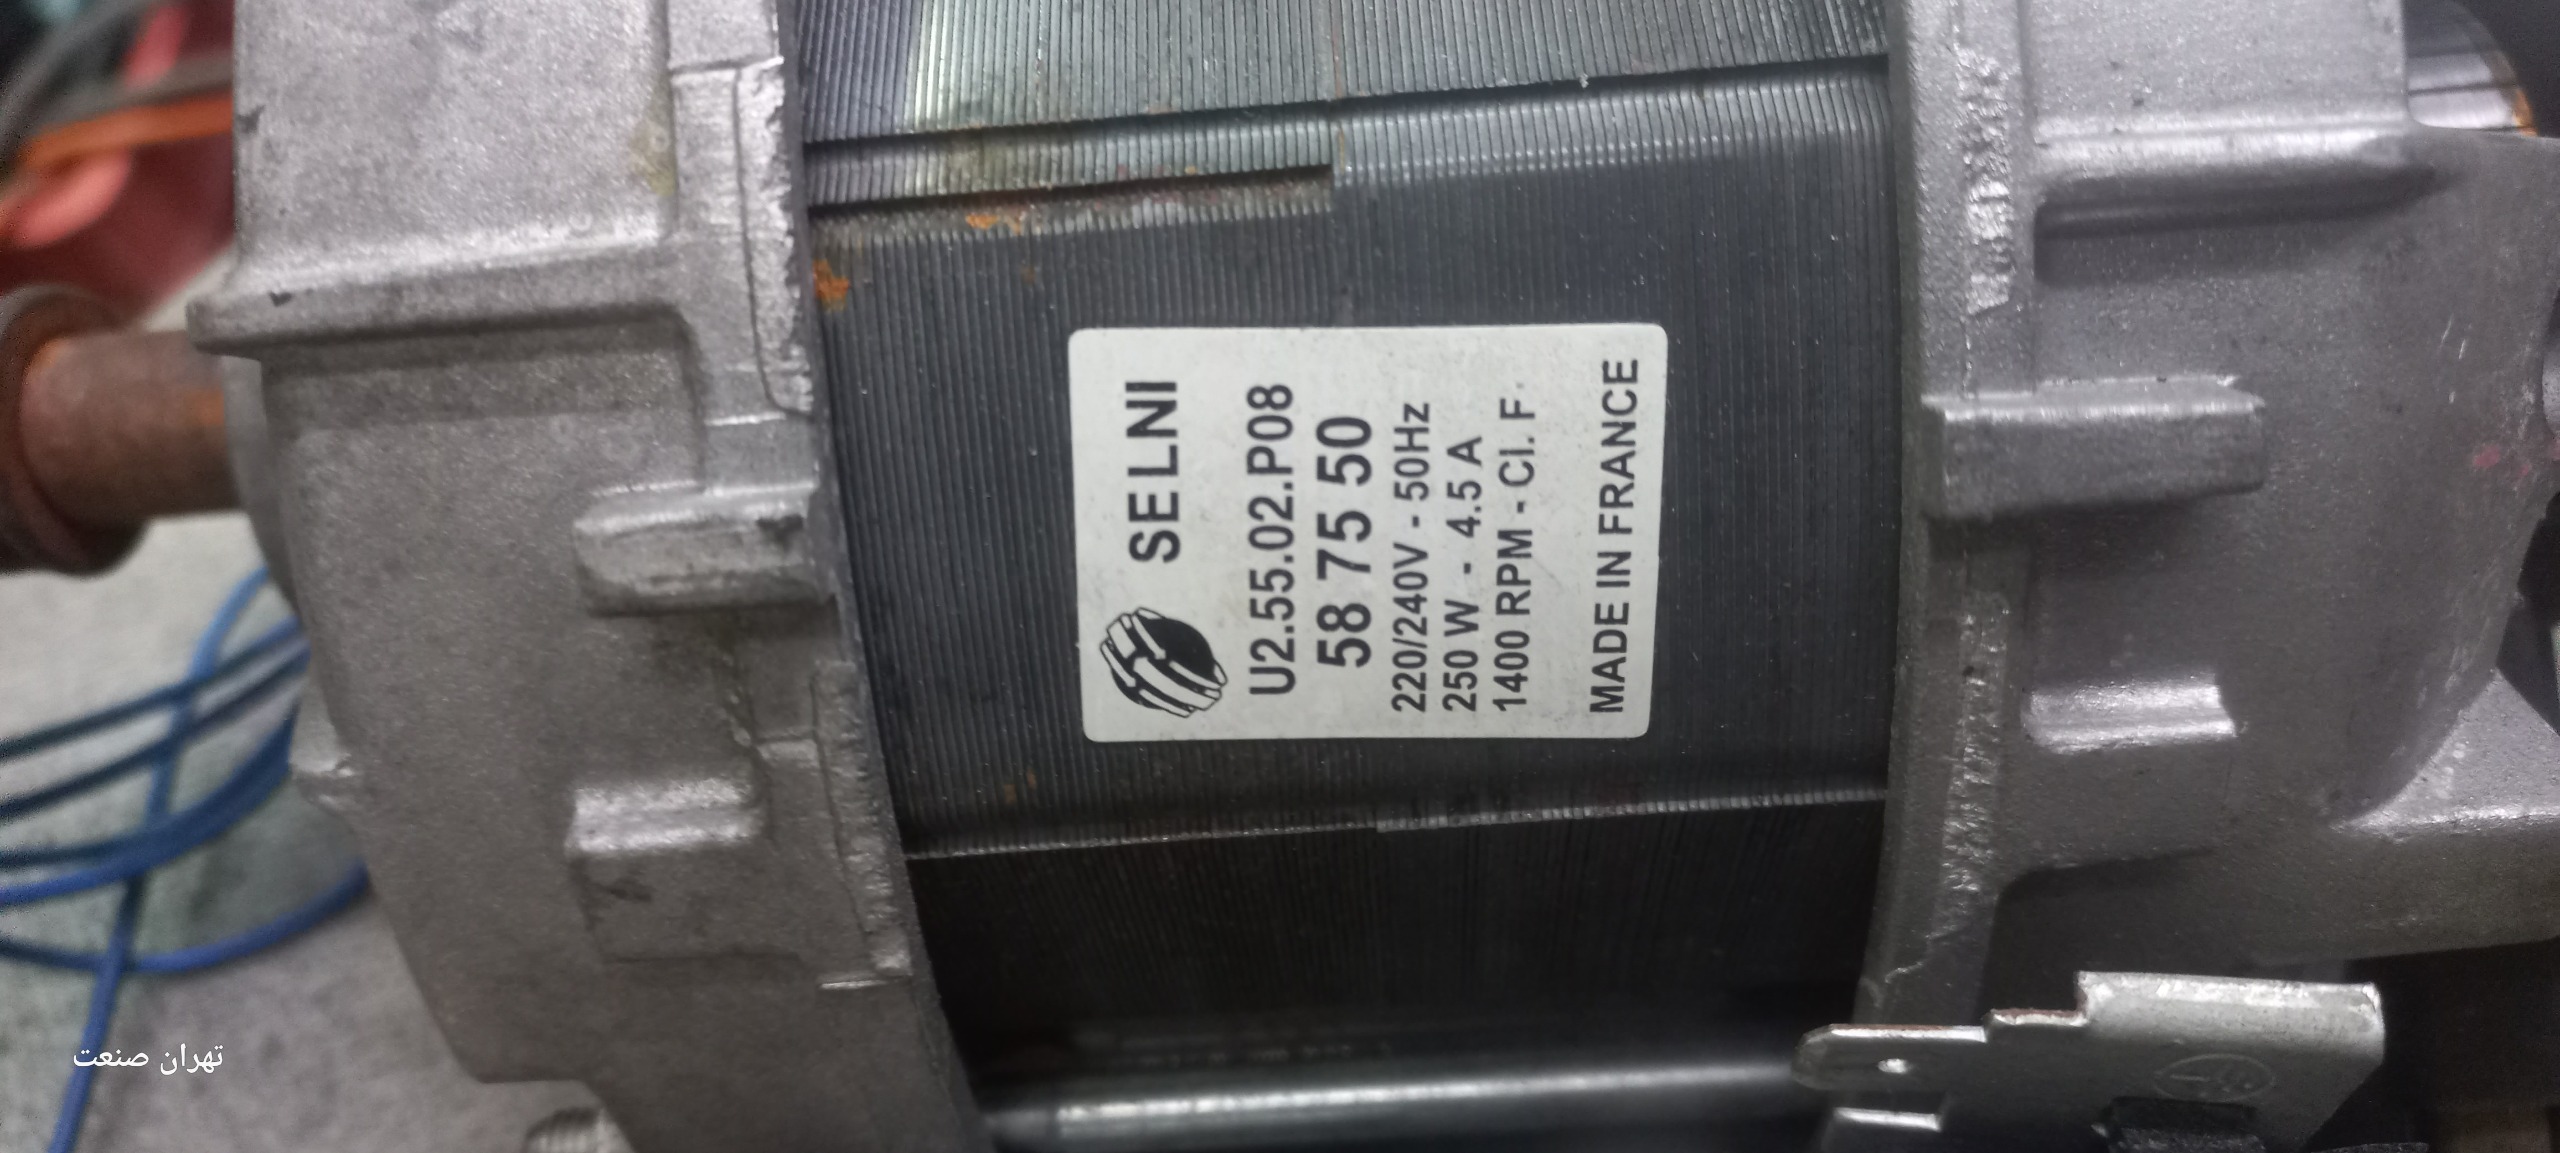 SELNI
U2.55.02.P08
58 75 50
220/240V - 50Hz
250 W - 4.5 A
1400 RPM - Cl. F.
MADE IN FRANCE
تهران صنعت